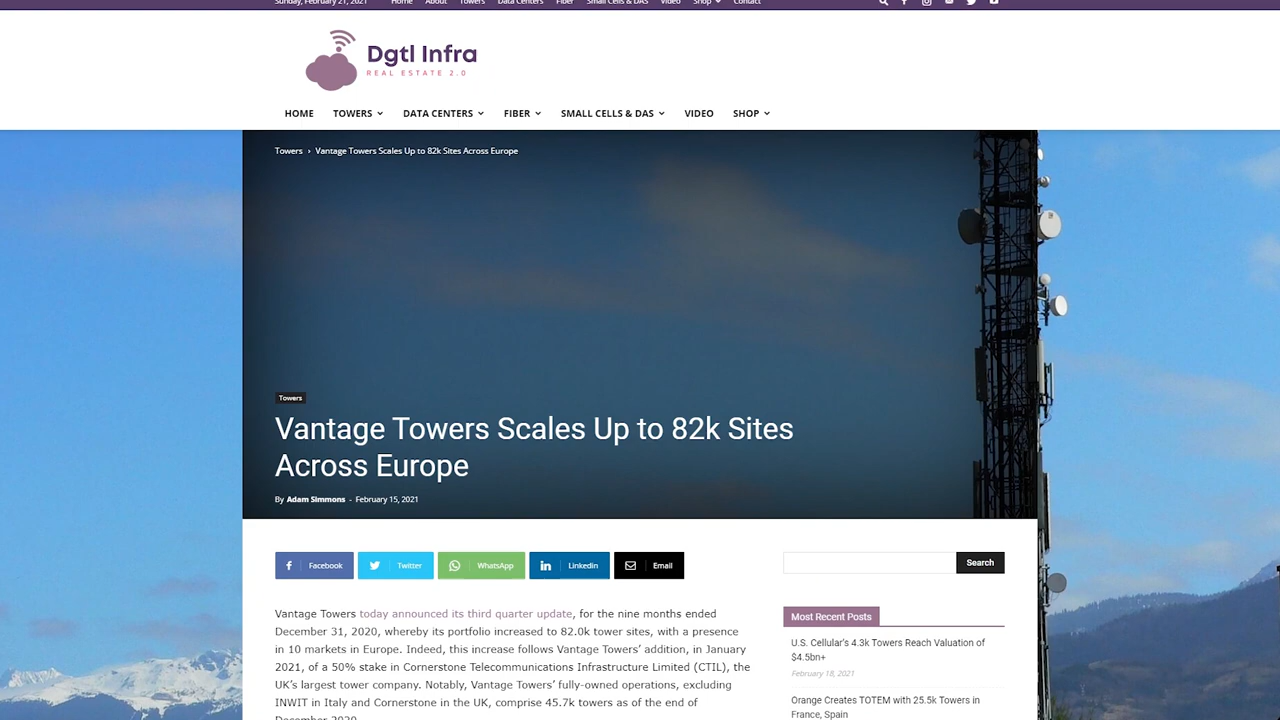 Sunday, February 21, 2021 Home About Towers Data Centers Fiber Small Cells & DAS Video Shop Contact
Dgtl Infra
REAL ESTATE 2.0
HOME TOWERS DATA CENTERS FIBER SMALL CELLS & DAS VIDEO SHOP
Towers › Vantage Towers Scales Up to 82k Sites Across Europe
Towers
Vantage Towers Scales Up to 82k Sites
Across Europe
By Adam Simmons - February 15, 2021
Facebook Twitter WhatsApp Linkedin Email
Search
Vantage Towers today announced its third quarter update, for the nine months ended
December 31, 2020, whereby its portfolio increased to 82.0k tower sites, with a presence
in 10 markets in Europe. Indeed, this increase follows Vantage Towers’ addition, in January
2021, of a 50% stake in Cornerstone Telecommunications Infrastructure Limited (CTIL), the
UK’s largest tower company. Notably, Vantage Towers’ fully-owned operations, excluding
INWIT in Italy and Cornerstone in the UK, comprise 45.7k towers as of the end of
December 2020.
Most Recent Posts
U.S. Cellular’s 4.3k Towers Reach Valuation of
$4.5bn+
February 18, 2021
Orange Creates TOTEM with 25.5k Towers in
France, Spain